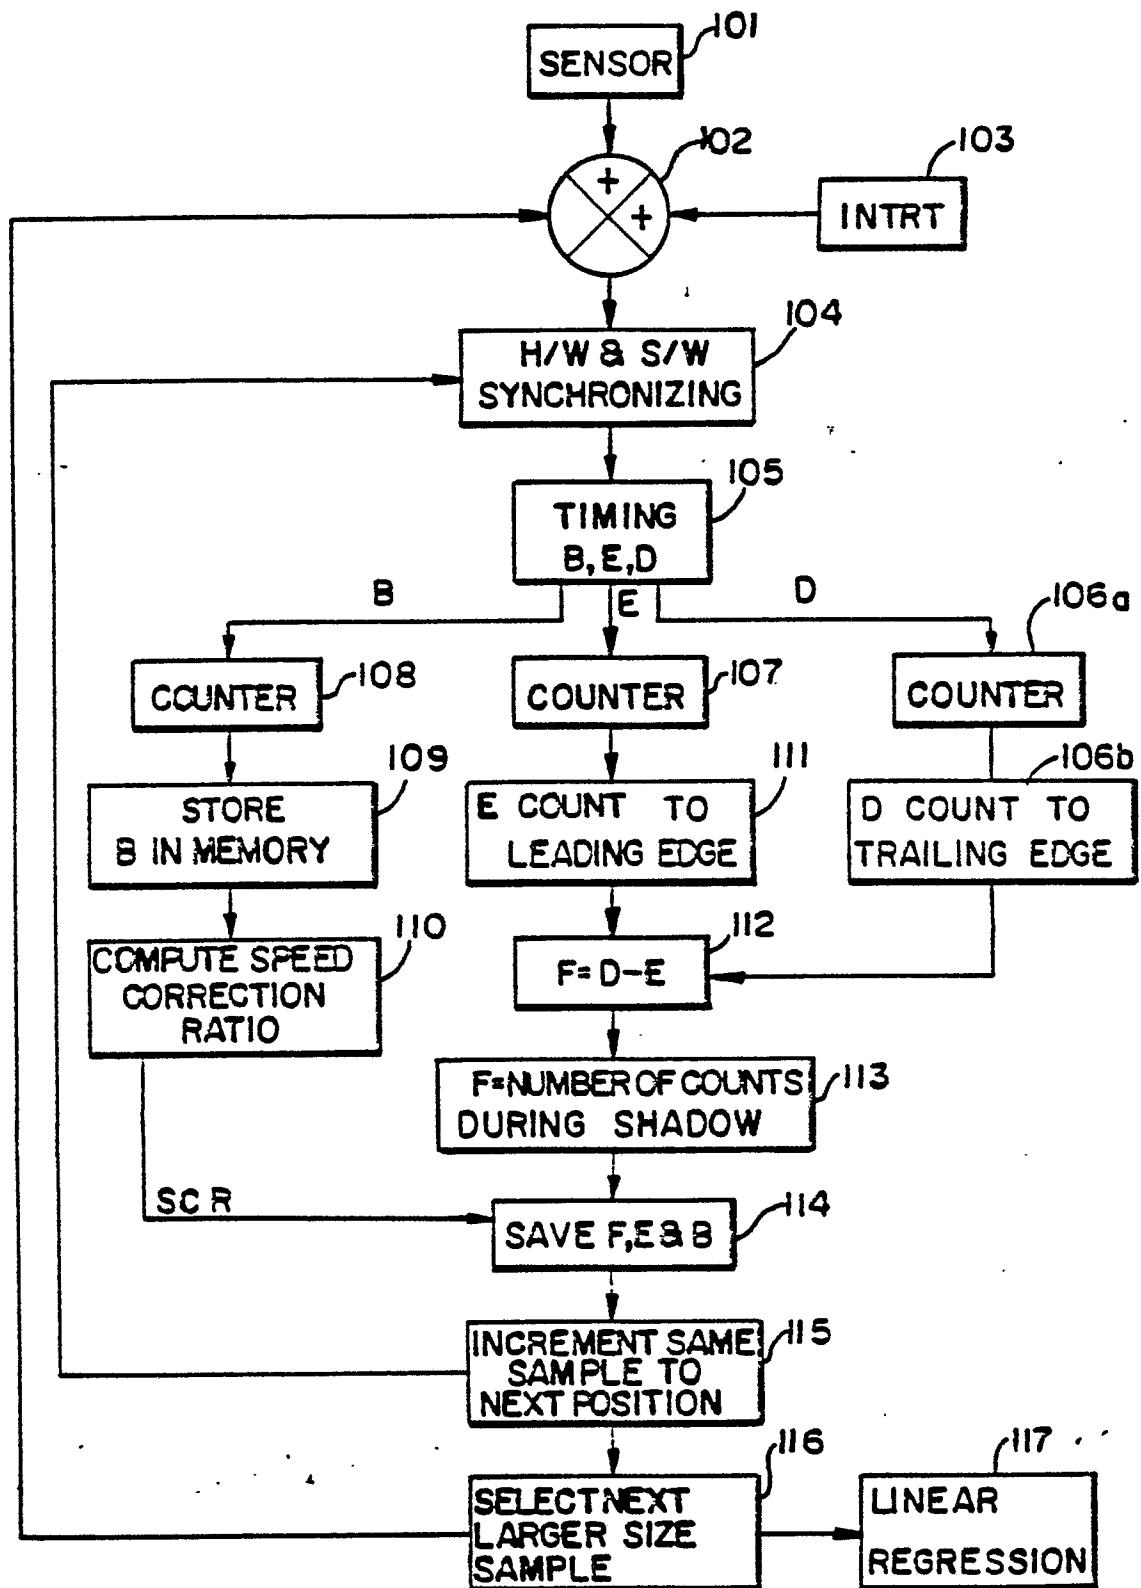 101
SENSOR
102
103
+
+
INTRT
104
H/W & S/W
SYNCHRONIZING
105
TIMING
B, E, D
B
E
D
106a
108
COUNTER
107
COUNTER
COUNTER
109
STORE
B IN MEMORY
111
E COUNT TO
LEADING EDGE
106b
D COUNT TO
TRAILING EDGE
110
COMPUTE SPEED
CORRECTION
RATIO
112
F=D-E
F=NUMBER OF COUNTS
DURING SHADOW
113
SCR
114
SAVE F, E & B
INCREMENT SAME
SAMPLE TO
NEXT POSITION
115
116
SELECT NEXT
LARGER SIZE
SAMPLE
117
LINEAR
REGRESSION